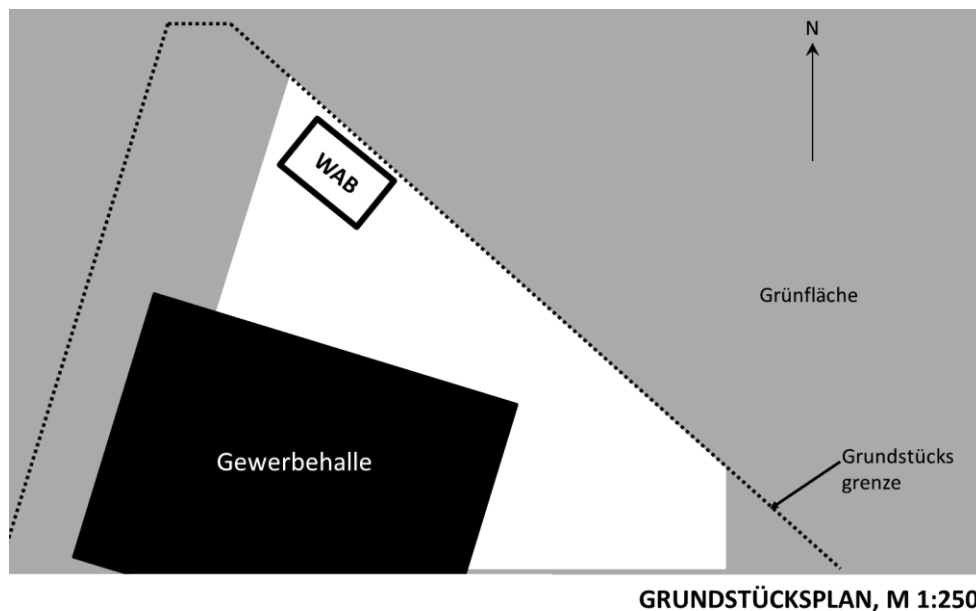 N
WAB
Grünfläche
Gewerbehalle
Grundstücks
grenze
GRUNDSTÜCKSPLAN, M 1:250